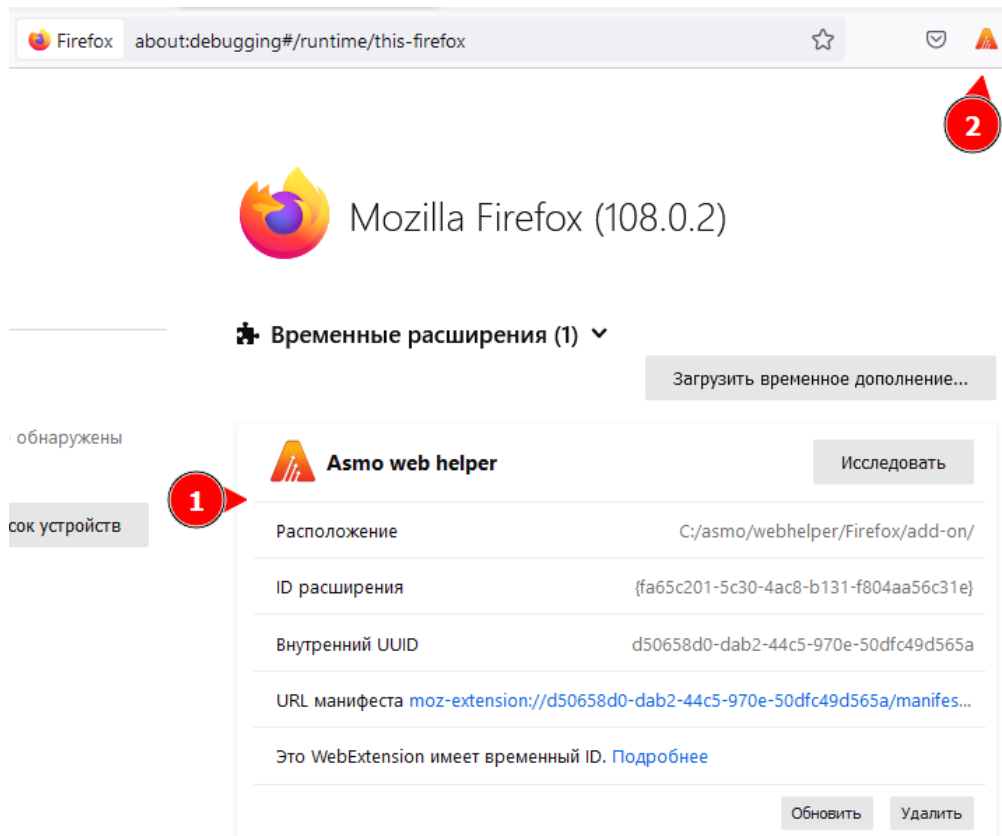 Firefox about:debugging#/runtime/this-firefox
2
Mozilla Firefox (108.0.2)
Временные расширения (1)
Загрузить временное дополнение...
обнаружены
Asmo web helper
Исследовать
1
сок устройств
Расположение C:/asmo/webhelper/Firefox/add-on/
ID расширения {fa65c201-5c30-4ac8-b131-f804aa56c31e}
Внутренний UUID d50658d0-dab2-44c5-970e-50dfc49d565a
URL манифеста moz-extension://d50658d0-dab2-44c5-970e-50dfc49d565a/manifes...
Это WebExtension имеет временный ID. Подробнее
Обновить Удалить